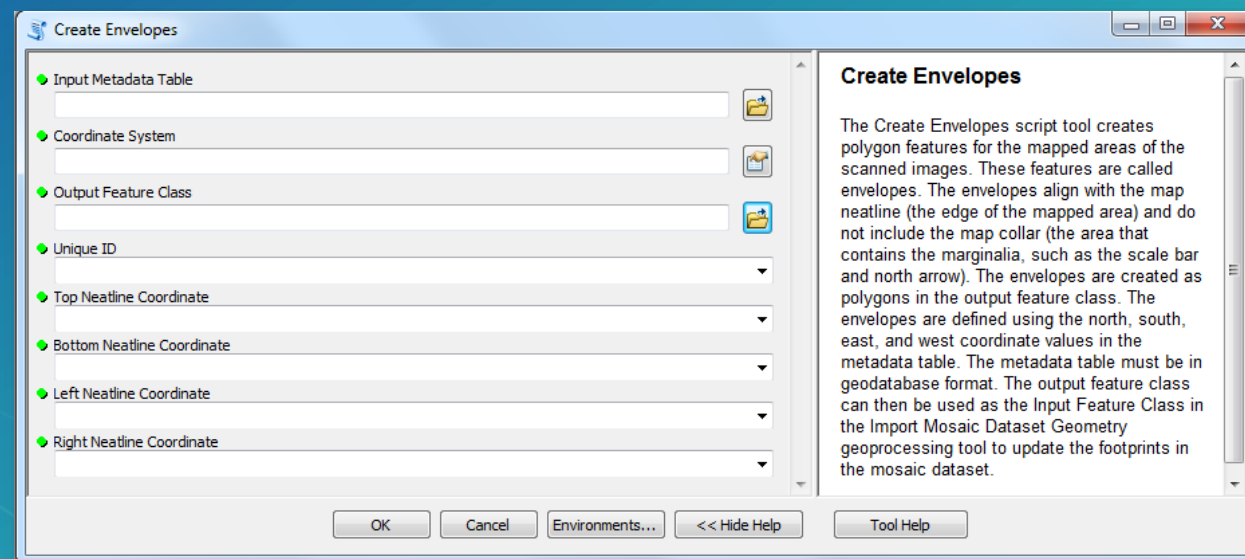 Create Envelopes
Input Metadata Table
Coordinate System
Output Feature Class
Unique ID
Top Neatline Coordinate
Bottom Neatline Coordinate
Left Neatline Coordinate
Right Neatline Coordinate
Create Envelopes
The Create Envelopes script tool creates
polygon features for the mapped areas of the
scanned images. These features are called
envelopes. The envelopes align with the map
neatline (the edge of the mapped area) and do
not include the map collar (the area that
contains the marginalia, such as the scale bar
and north arrow). The envelopes are created as
polygons in the output feature class. The
envelopes are defined using the north, south,
east, and west coordinate values in the
metadata table. The metadata table must be in
geodatabase format. The output feature class
can then be used as the Input Feature Class in
the Import Mosaic Dataset Geometry
geoprocessing tool to update the footprints in
the mosaic dataset.
OK
Cancel
Environments...
<< Hide Help
Tool Help